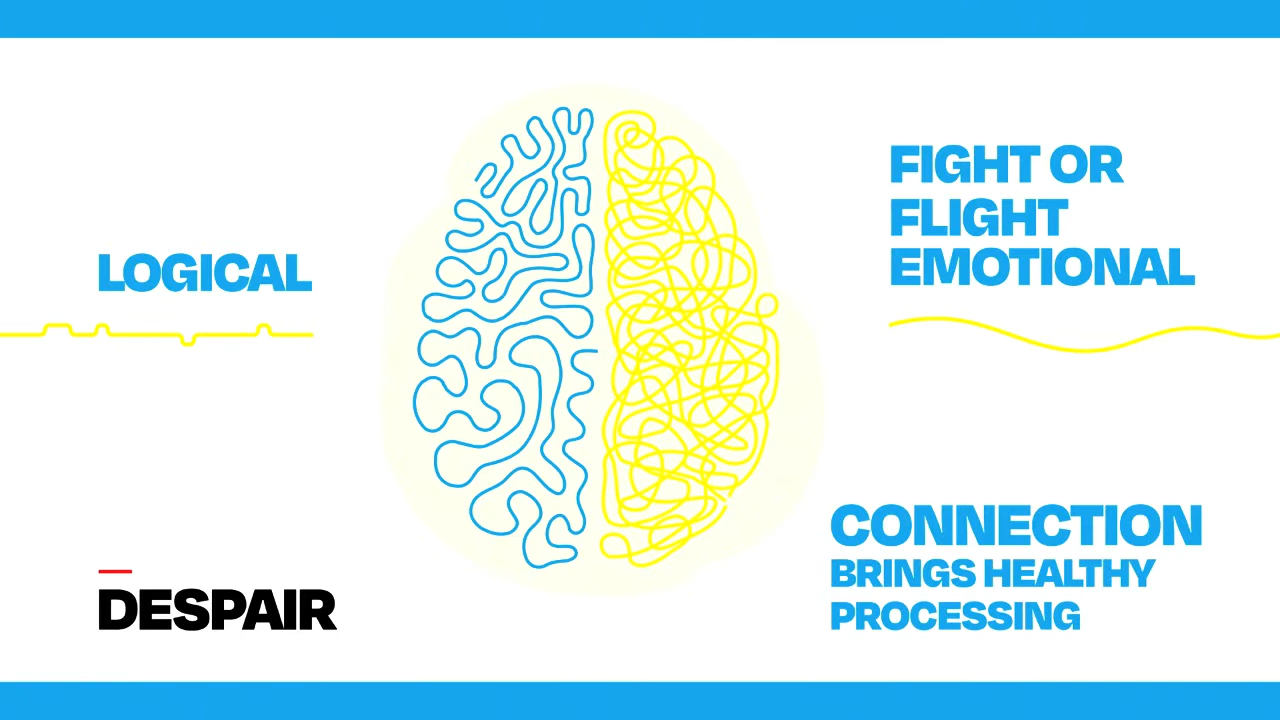 LOGICAL
FIGHT OR
FLIGHT
EMOTIONAL
DESPAIR
CONNECTION
BRINGS HEALTHY
PROCESSING